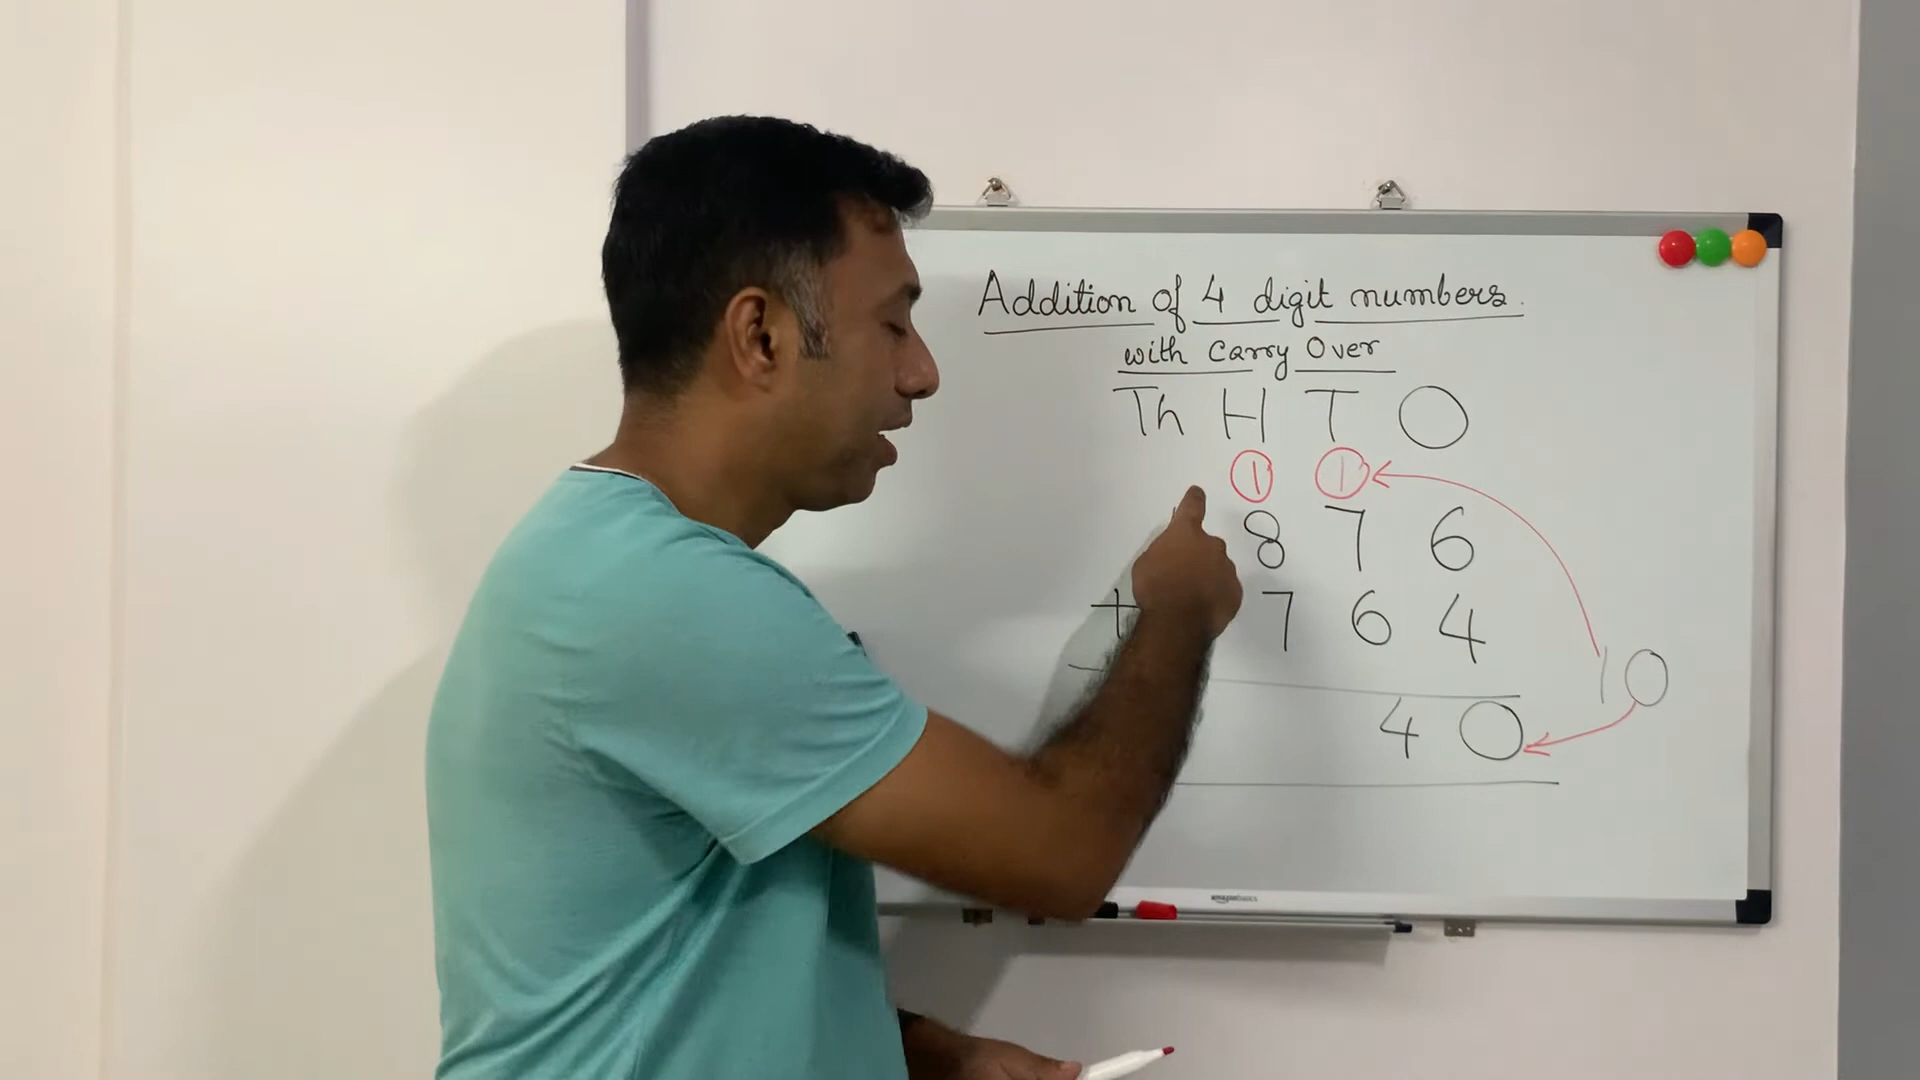 Addition of 4 digit numbers.
with Carry Over
Th H T O
1 1
8 7 6
+ 7 6 4
10
4 0
amazonbasics